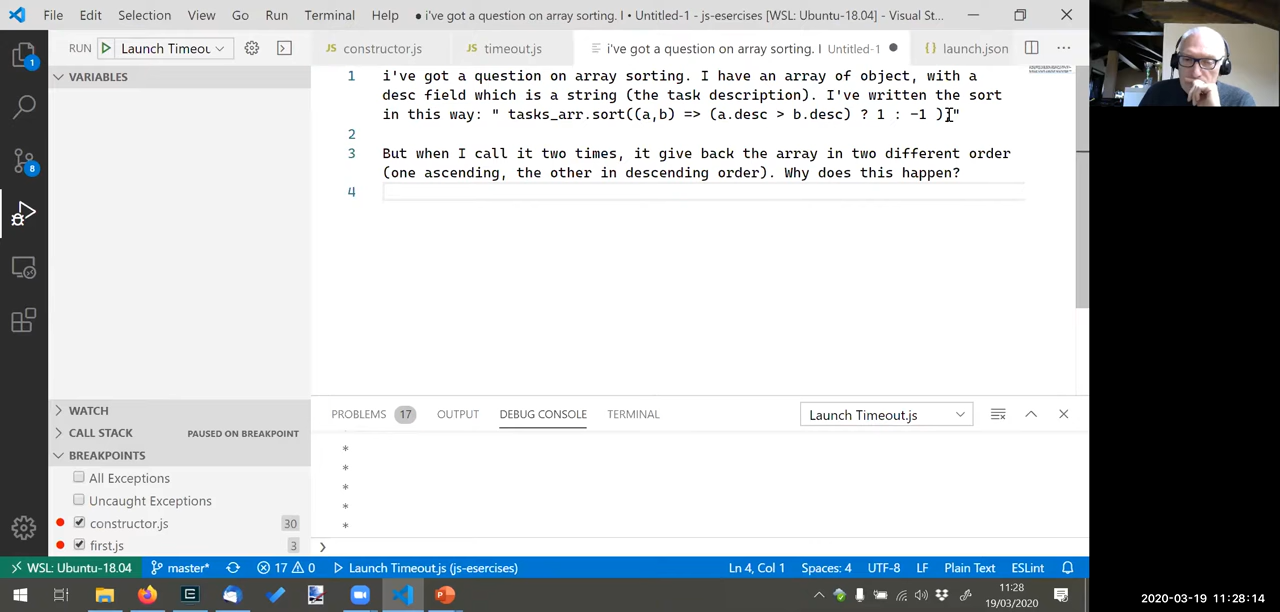 File Edit Selection View Go Run Terminal Help ● i've got a question on array sorting. I • Untitled-1 - js-esercises [WSL: Ubuntu-18.04] - Visual St...
RUN Launch Timeou constructor.js timeout.js i've got a question on array sorting. I Untitled-1 launch.json
VARIABLES
1 i've got a question on array sorting. I have an array of object, with a
desc field which is a string (the task description). I've written the sort
in this way: " tasks_arr.sort((a,b) => (a.desc > b.desc) ? 1 : -1 );"
2
3 But when I call it two times, it give back the array in two different order
(one ascending, the other in descending order). Why does this happen?
4
WATCH
CALL STACK PAUSED ON BREAKPOINT
BREAKPOINTS
All Exceptions
Uncaught Exceptions
constructor.js 30
first.js 3
PROBLEMS 17 OUTPUT DEBUG CONSOLE TERMINAL Launch Timeout.js
*
*
*
*
*
WSL: Ubuntu-18.04 master* 17 0 Launch Timeout.js (js-esercises) Ln 4, Col 1 Spaces: 4 UTF-8 LF Plain Text ESLint
11:28
19/03/2020
2020-03-19 11:28:14